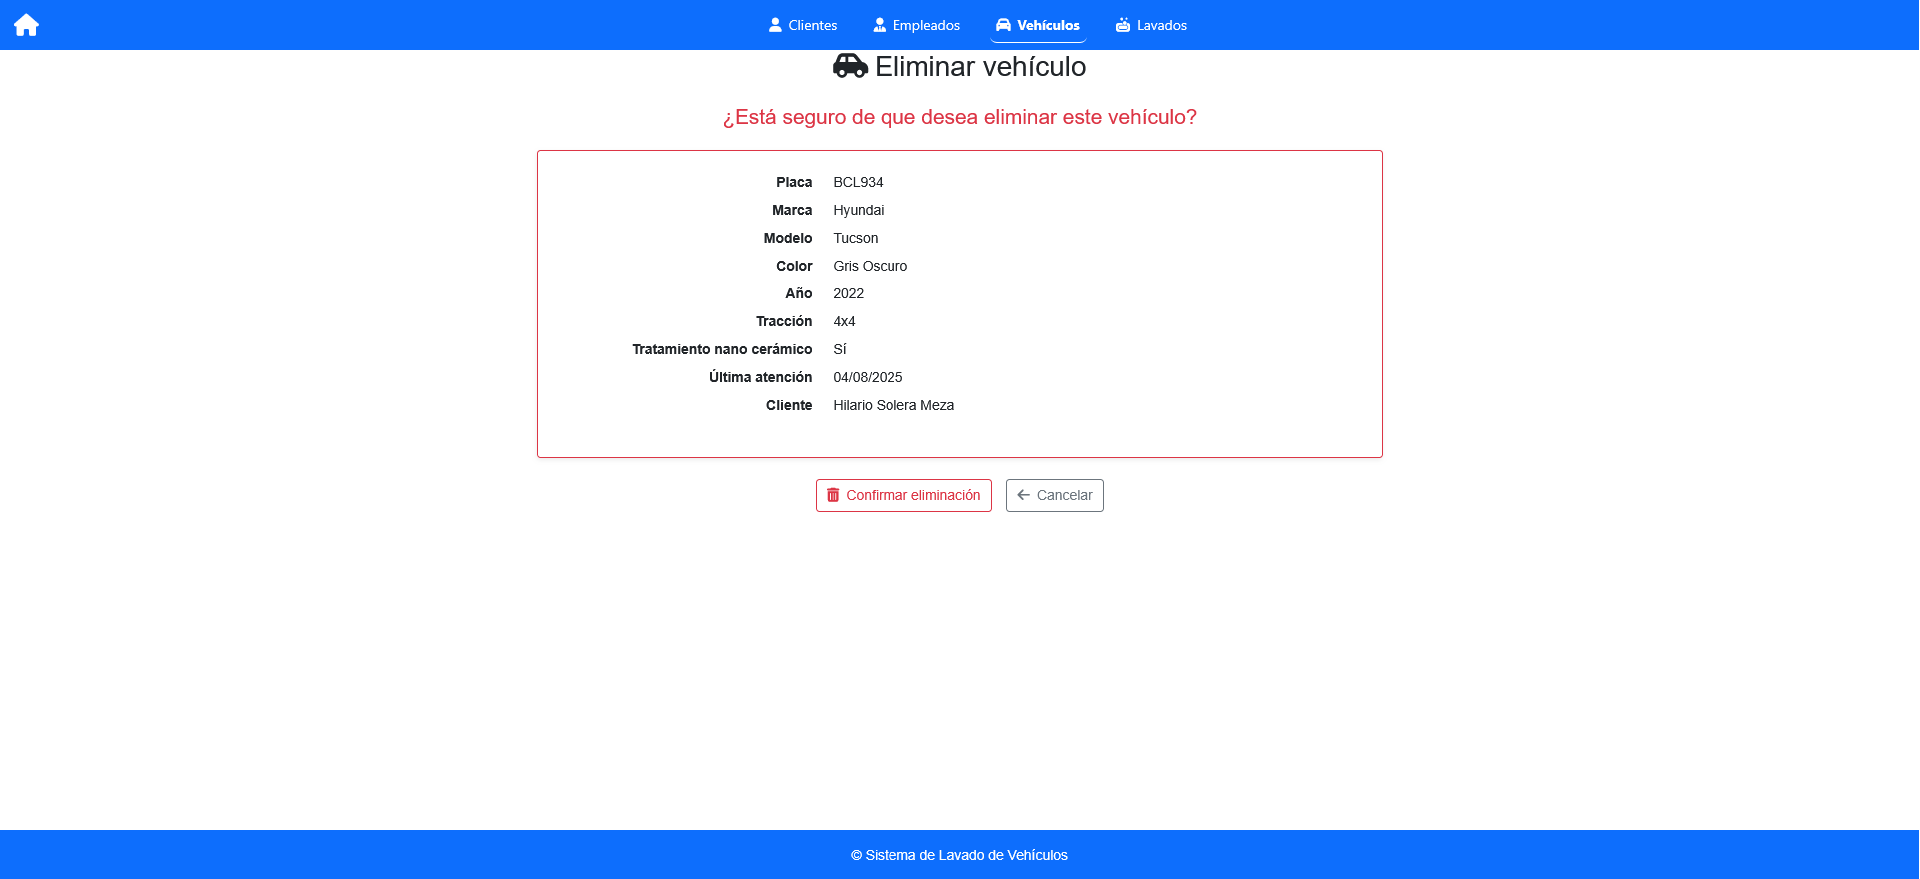 Clientes Empleados Vehículos Lavados
Eliminar vehículo
¿Está seguro de que desea eliminar este vehículo?
Placa BCL934
Marca Hyundai
Modelo Tucson
Color Gris Oscuro
Año 2022
Tracción 4x4
Tratamiento nano cerámico Sí
Última atención 04/08/2025
Cliente Hilario Solera Meza
Confirmar eliminación Cancelar
© Sistema de Lavado de Vehículos